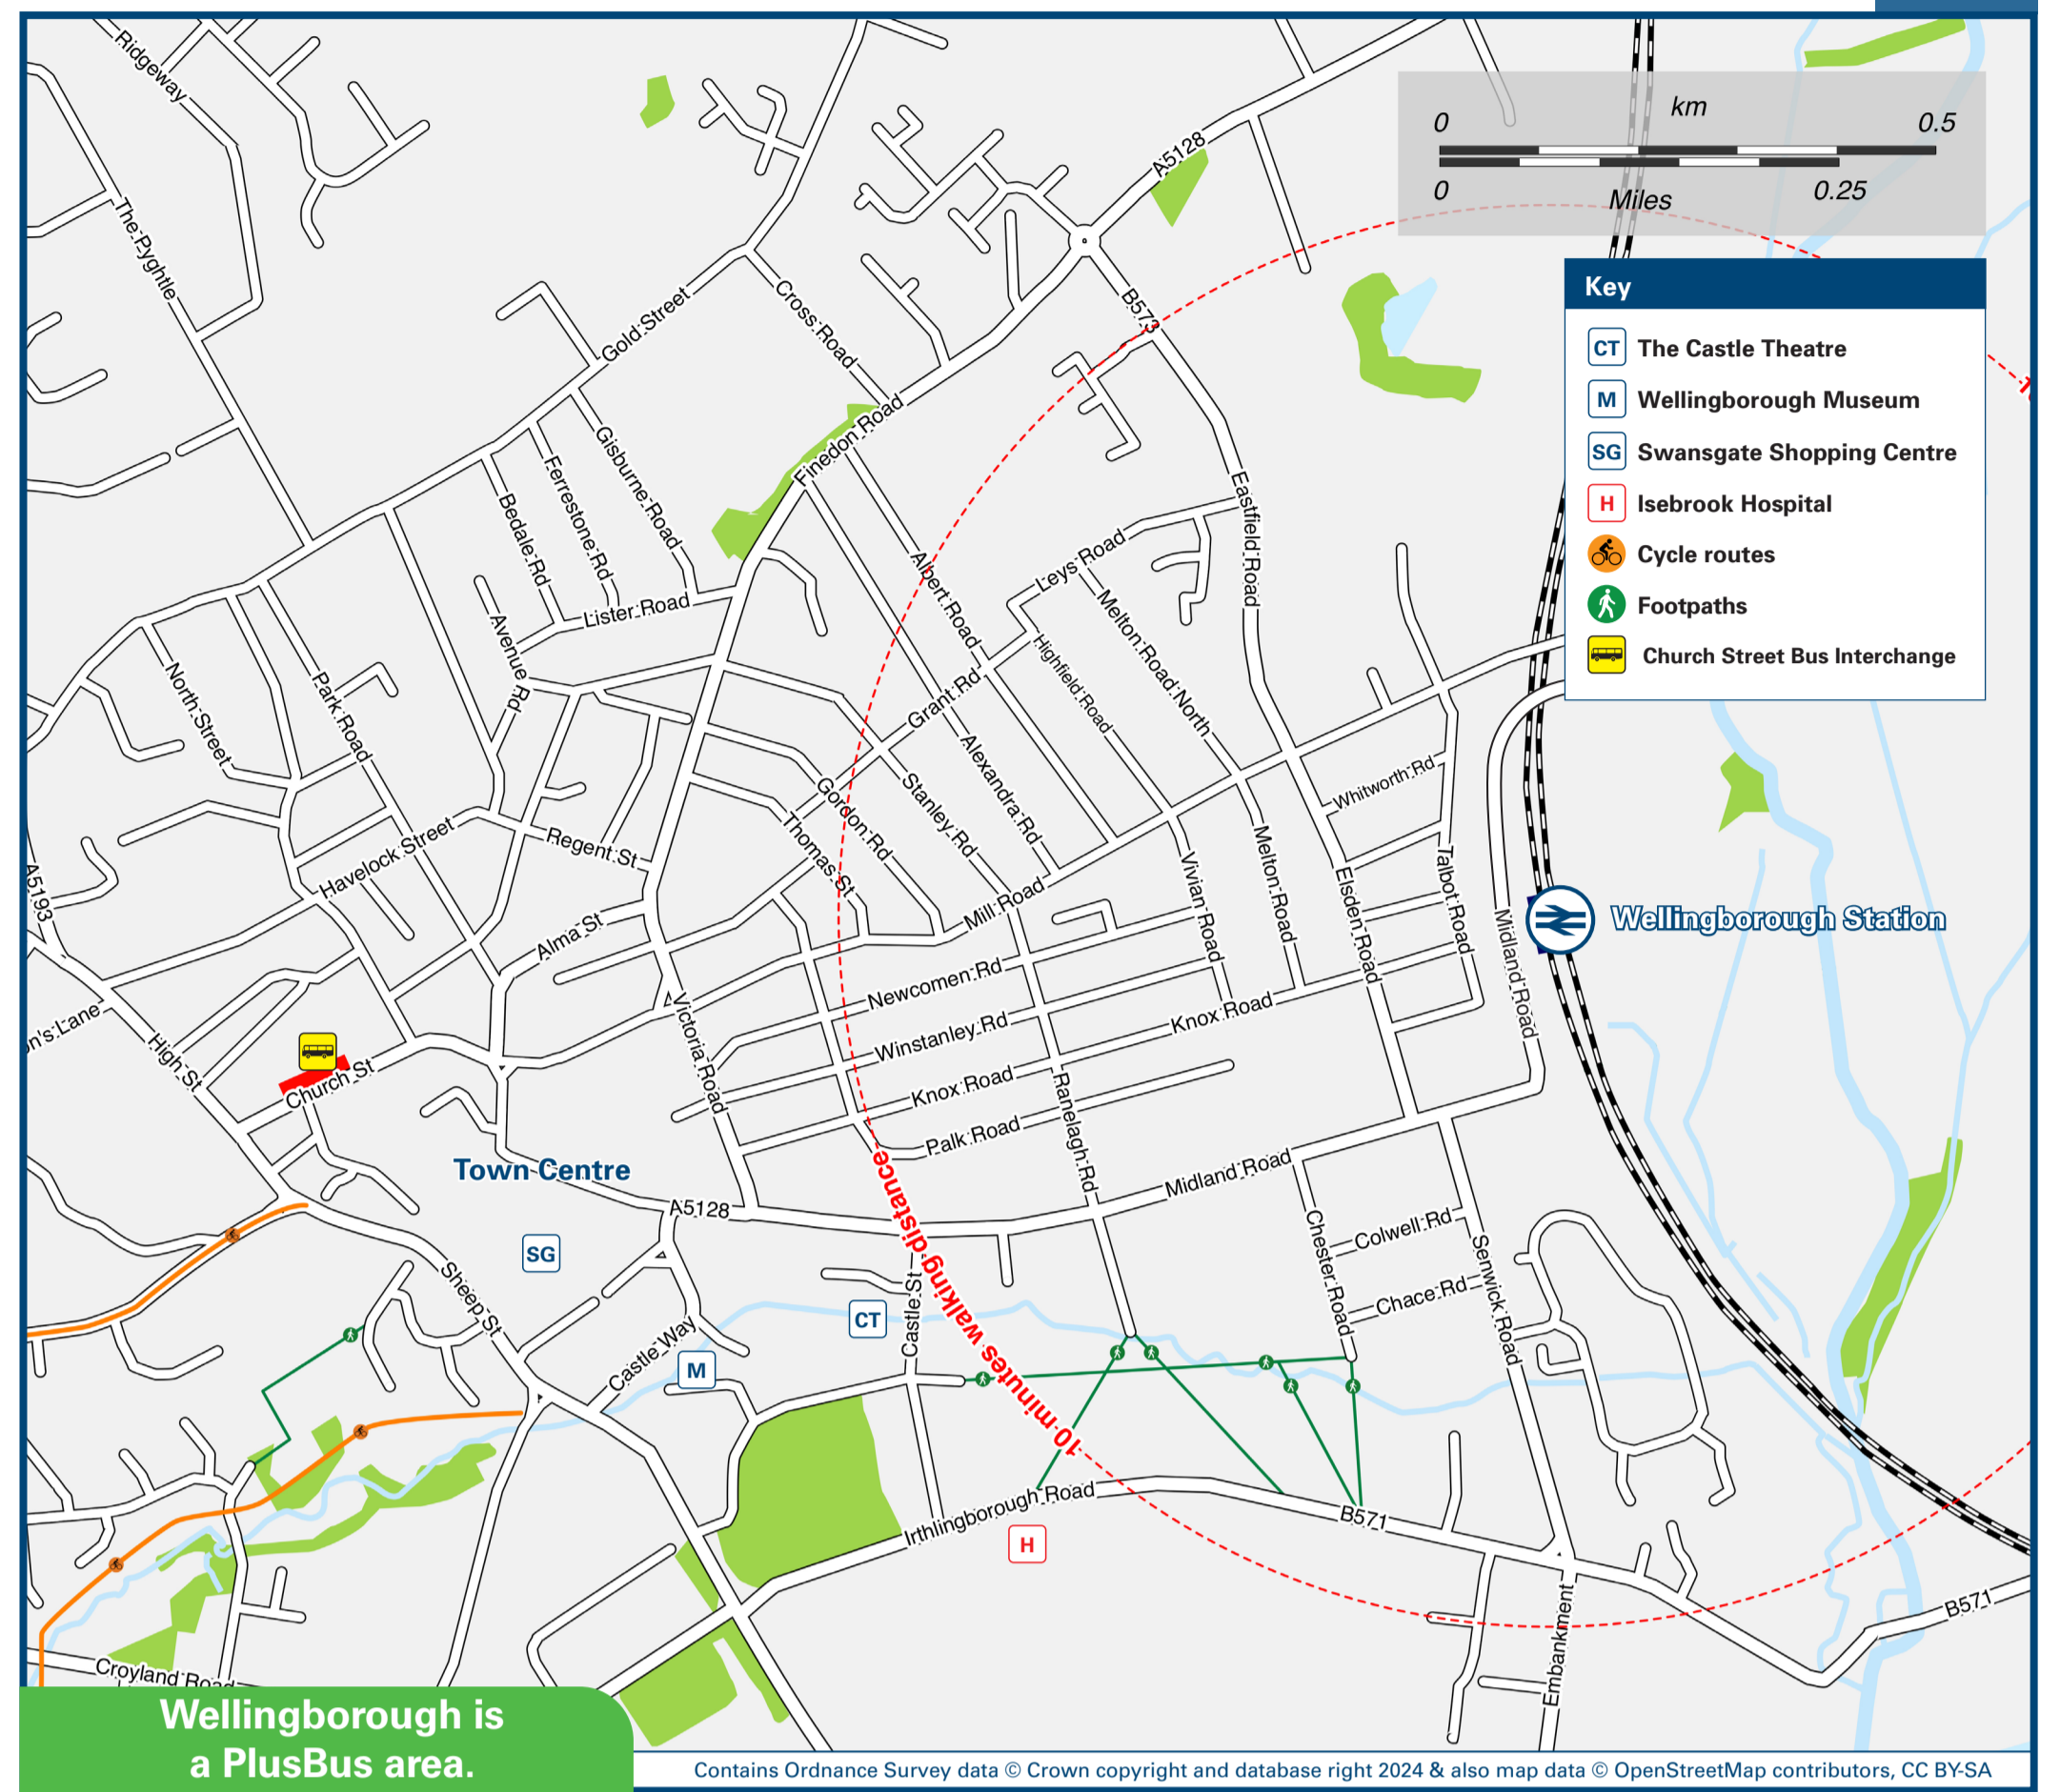 Ridgeway
The Pyghtle
A5128
km
0
0.5
0
0.25
Miles
Key
CT
The Castle Theatre
M
Wellingborough Museum
SG
Swansgate Shopping Centre
H
Isebrook Hospital
Cycle routes
Footpaths
Church Street Bus Interchange
Gold Street
Cross Road
B573
Finedon Road
Gisburne Road
Ferrestone Rd
Bedale Rd
Lister Road
Avenue Rd
Eastfield Road
Leys Road
Albert Road
Melton Road North
Highfield Road
Grant Rd
Alexandra Rd
North Street
Park Road
Stanley Rd
Gordon Rd
Thomas St
Whitworth Rd
Havelock Street
Regent St
A5193
Mill Road
Vivian Road
Melton Road
Elsden Road
Talbot Road
Midland Road
Wellingborough Station
Alma St
Newcomen Rd
Victoria Road
Winstanley Rd
Knox Road
Knox Road
Ranelagh Rd
Palk Road
n's Lane
High St
Church St
Town Centre
A5128
Midland Road
SG
Sheep St
CT
Castle St
M
Castle Way
10 minutes walking distance
Chester Road
Colwell Rd
Chace Rd
Senwick Road
Irthlingborough Road
H
B571
B571
Embankment
Croyland Road
Wellingborough is
a PlusBus area.
Contains Ordnance Survey data © Crown copyright and database right 2024 & also map data © OpenStreetMap contributors, CC BY-SA